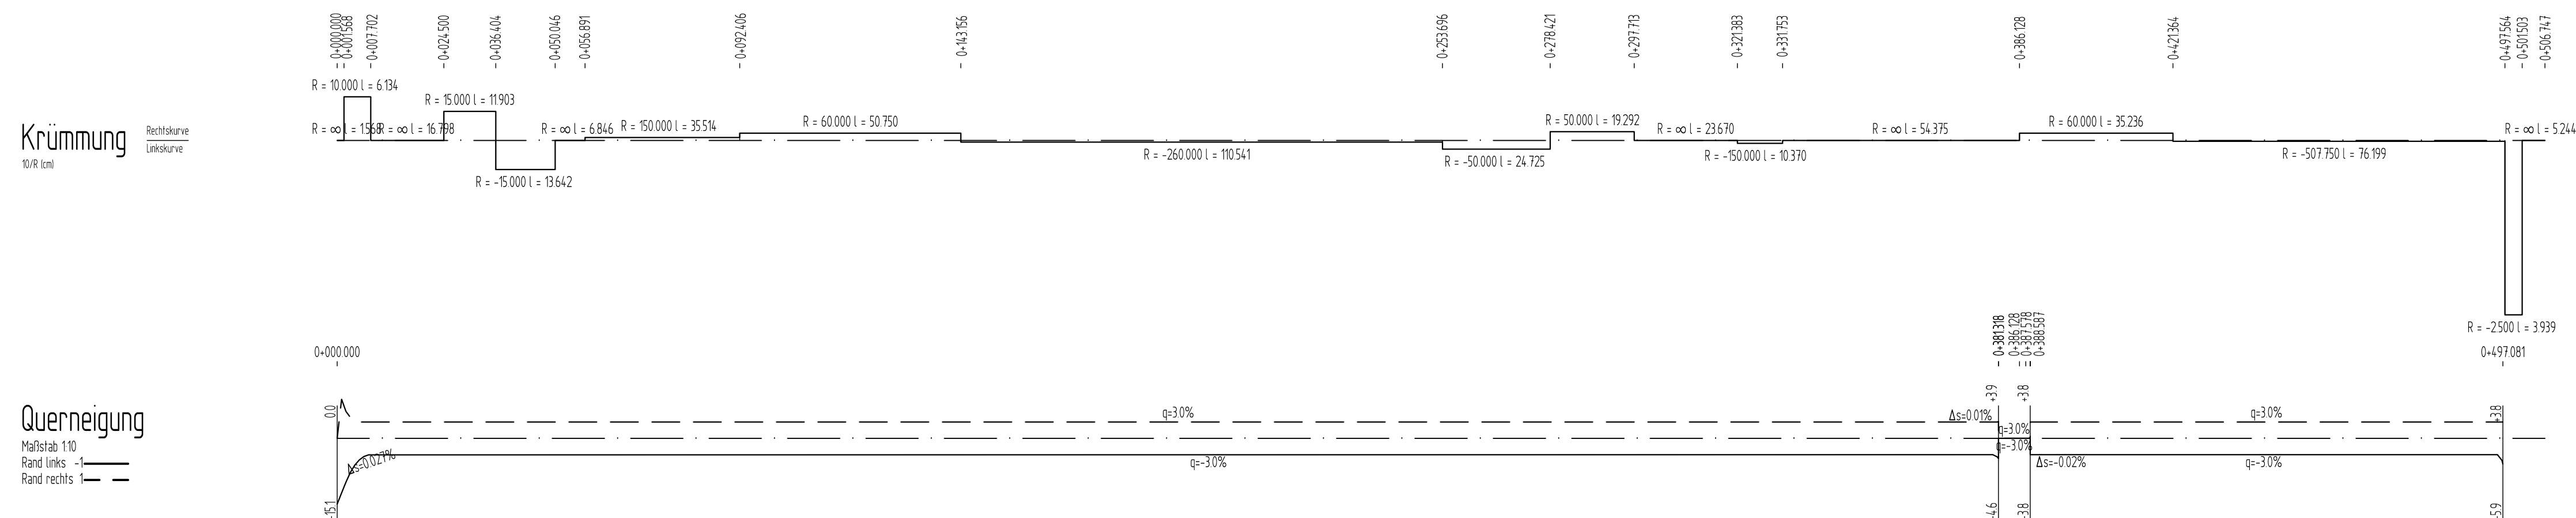 0+000.000
0+001.568
0+007.702
0+024.500
0+036.404
0+050.046
0+056.891
0+092.406
0+143.156
0+253.696
0+278.421
0+297.713
0+321.383
0+331.753
0+386.128
0+421.364
0+497.564
0+501.503
0+506.747
R = 10.000 l = 6.134
R = 15.000 l = 11.903
R = 60.000 l = 50.750
R = 50.000 l = 19.292
R = 60.000 l = 35.236
Krümmung
Rechtskurve
Linkskurve
10/R (cm)
R = ∞ l = 1.568
R = ∞ l = 16.798
R = ∞ l = 6.846
R = 150.000 l = 35.514
R = ∞ l = 23.670
R = ∞ l = 54.375
R = ∞ l = 5.244
R = -260.000 l = 110.541
R = -50.000 l = 24.725
R = -150.000 l = 10.370
R = -507.750 l = 76.199
R = -15.000 l = 13.642
R = -2.500 l = 3.939
0+000.000
0+381.318
0+386.128
0+387.578
0+388.587
0+497.081
Querneigung
Maßstab 1:10
Rand links -1
Rand rechts 1
0.0
q=3.0%
Δs=0.01%
+3.9
+3.8
q=3.0%
+3.8
q=3.0%
q=-3.0%
Δs=0.027%
q=-3.0%
Δs=-0.02%
q=-3.0%
-15.1
-4.6
-3.8
-5.9